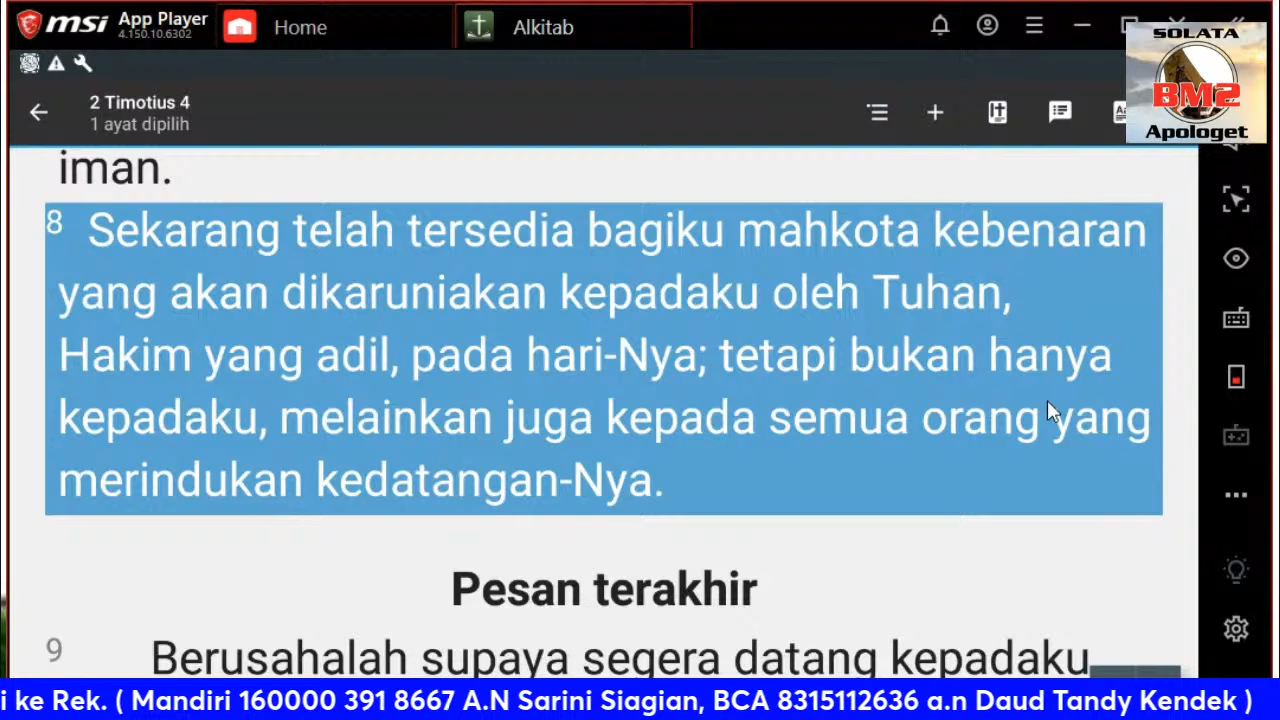 msi App Player
4.150.10.6302
Home
Alkitab
SOLATA
BM2
Apologet
2 Timotius 4
1 ayat dipilih
iman.
8 Sekarang telah tersedia bagiku mahkota kebenaran
yang akan dikaruniakan kepadaku oleh Tuhan,
Hakim yang adil, pada hari-Nya; tetapi bukan hanya
kepadaku, melainkan juga kepada semua orang yang
merindukan kedatangan-Nya.
Pesan terakhir
9 Berusahalah supaya segera datang kepadaku
i ke Rek. ( Mandiri 160000 391 8667 A.N Sarini Siagian, BCA 8315112636 a.n Daud Tandy Kendek )